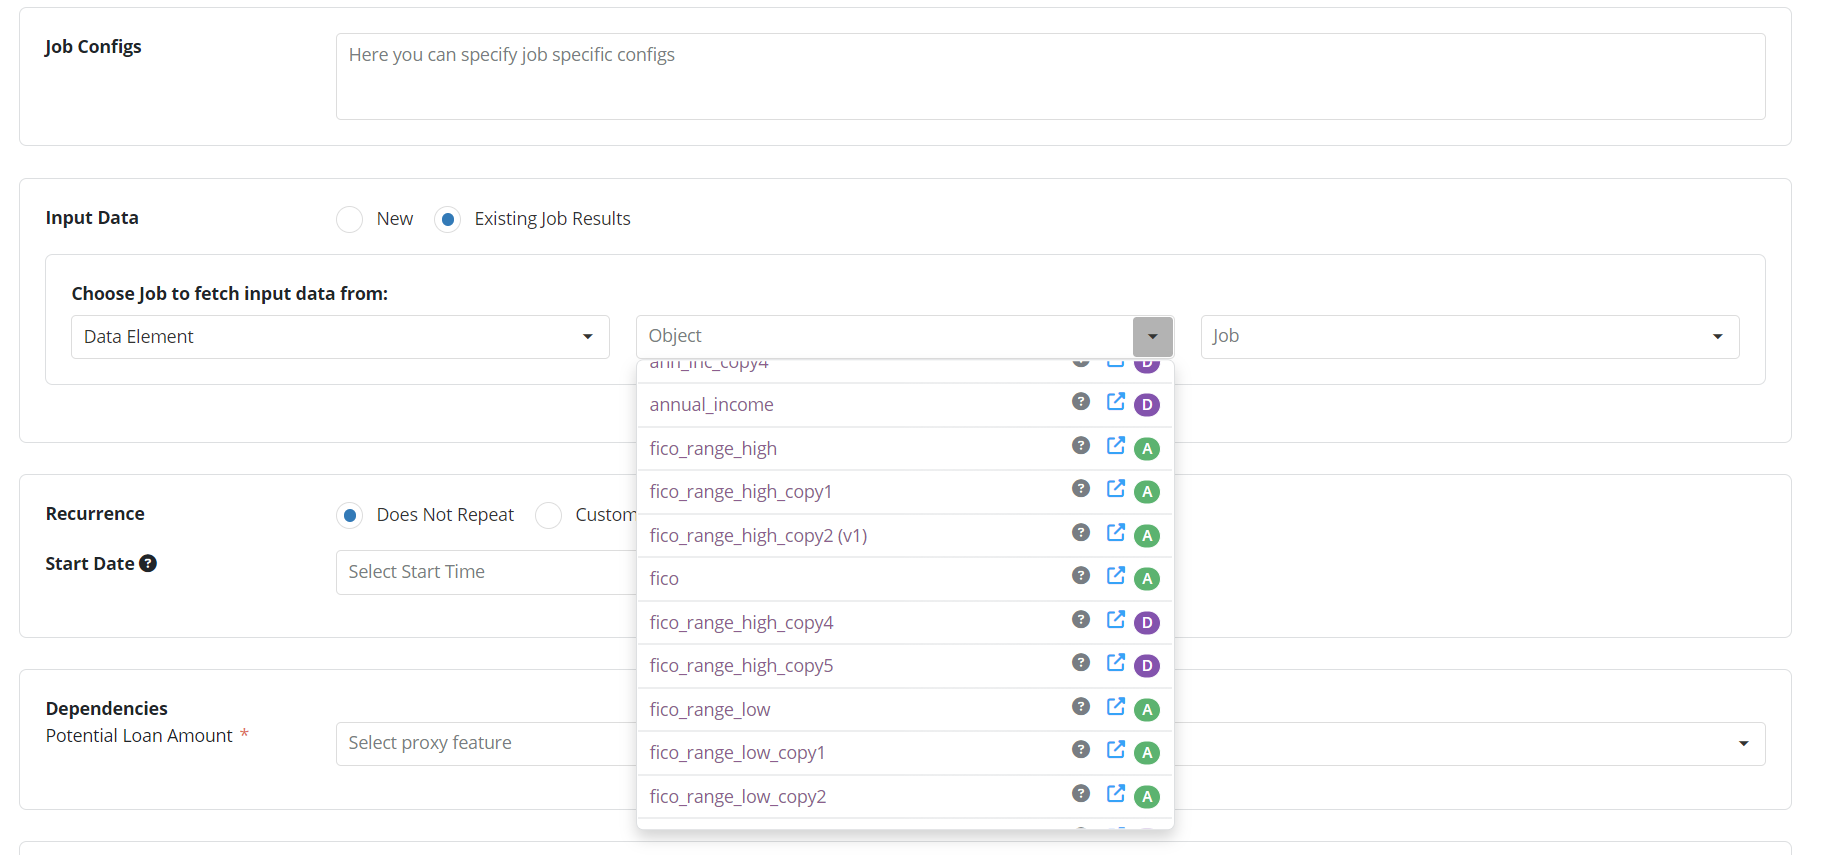 Job Configs
Here you can specify job specific configs
Input Data
New
Existing Job Results
Choose Job to fetch input data from:
Data Element
Object
Job
ann_inc_copy4 D
annual_income ? D
fico_range_high ? A
fico_range_high_copy1 ? A
fico_range_high_copy2 (v1) ? A
fico ? A
fico_range_high_copy4 ? D
fico_range_high_copy5 ? D
fico_range_low ? A
fico_range_low_copy1 ? A
fico_range_low_copy2 ? A
Recurrence
Does Not Repeat
Custom
Start Date ?
Select Start Time
Dependencies
Potential Loan Amount *
Select proxy feature